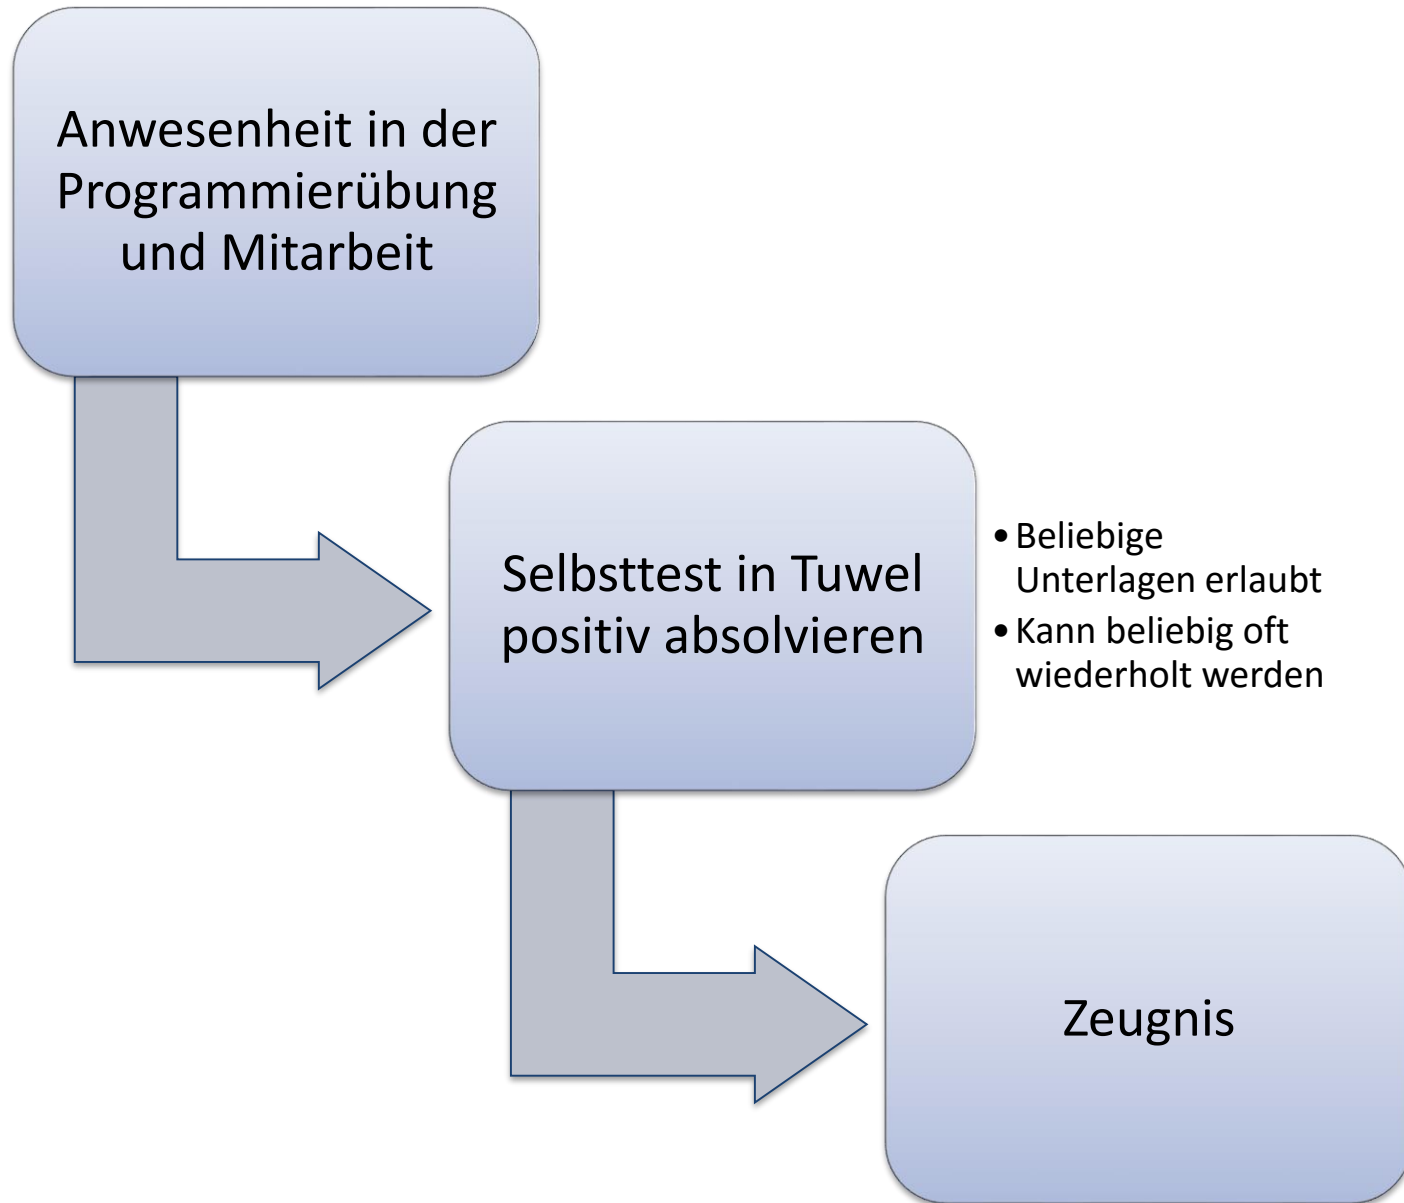 Anwesenheit in der
Programmierübung
und Mitarbeit
Selbsttest in Tuwel
positiv absolvieren
• Beliebige
Unterlagen erlaubt
• Kann beliebig oft
wiederholt werden
Zeugnis